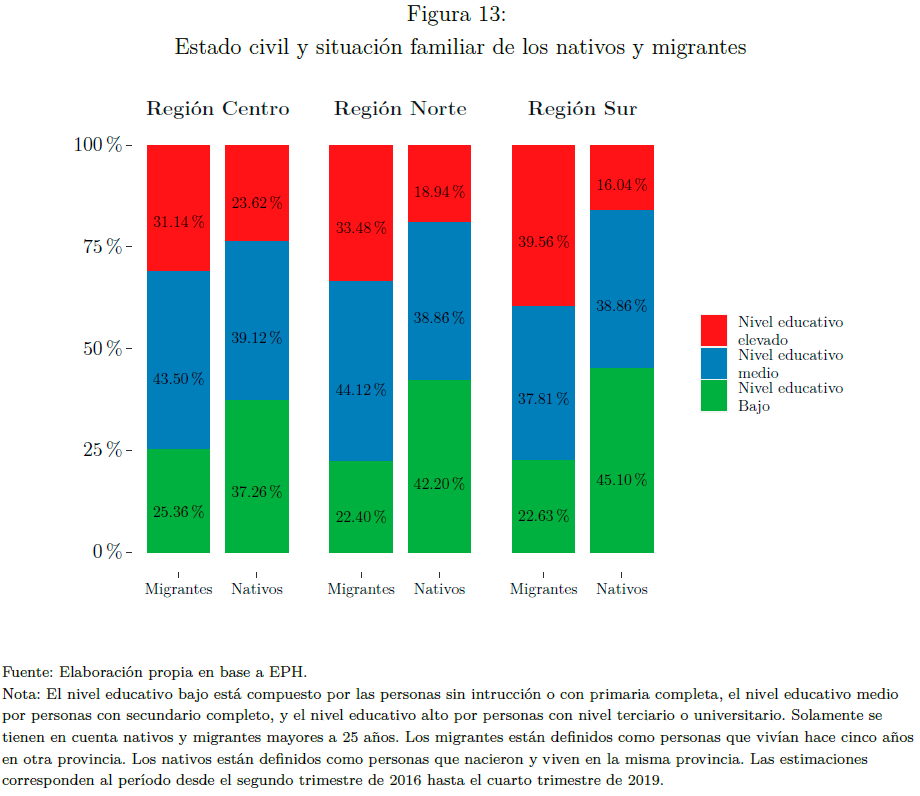 Figura 13:
Estado civil y situación familiar de los nativos y migrantes
Región Centro Región Norte Región Sur
100 %
75 %
50 %
25 %
0 %
31.14 %
43.50 %
25.36 %
23.62 %
39.12 %
37.26 %
33.48 %
44.12 %
22.40 %
18.94 %
38.86 %
42.20 %
39.56 %
37.81 %
22.63 %
16.04 %
38.86 %
45.10 %
Migrantes Nativos Migrantes Nativos Migrantes Nativos
Nivel educativo
elevado
Nivel educativo
medio
Nivel educativo
Bajo
Fuente: Elaboración propia en base a EPH.
Nota: El nivel educativo bajo está compuesto por las personas sin intrucción o con primaria completa, el nivel educativo medio
por personas con secundario completo, y el nivel educativo alto por personas con nivel terciario o universitario. Solamente se
tienen en cuenta nativos y migrantes mayores a 25 años. Los migrantes están definidos como personas que vivían hace cinco años
en otra provincia. Los nativos están definidos como personas que nacieron y viven en la misma provincia. Las estimaciones
corresponden al período desde el segundo trimestre de 2016 hasta el cuarto trimestre de 2019.